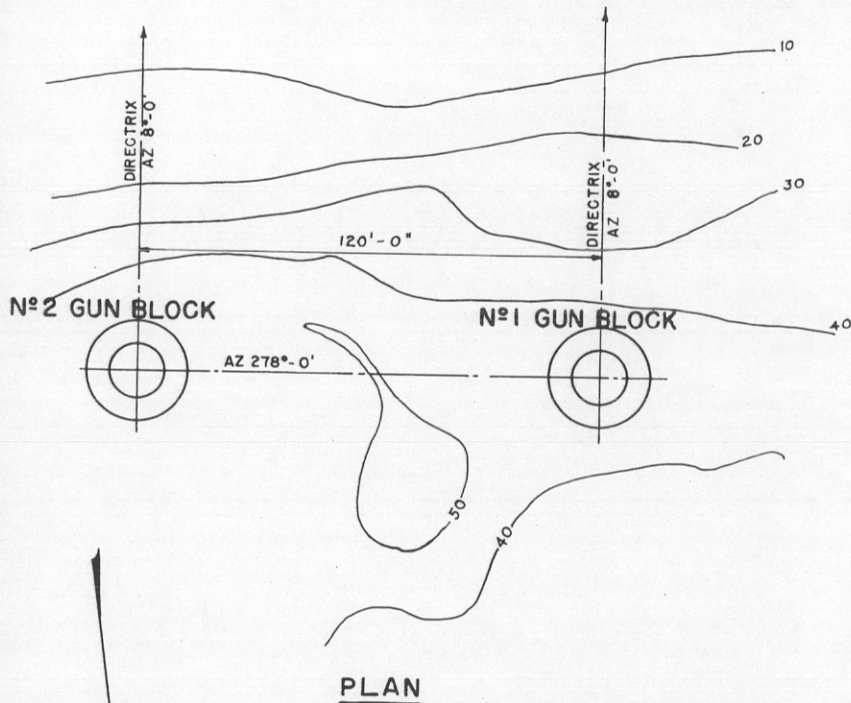 10
DIRECTRIX
AZ 8°-0'
DIRECTRIX
AZ 8°-0'
20
30
120'-0"
Nº2 GUN BLOCK
Nº1 GUN BLOCK
40
AZ 278°-0'
50
40
PLAN